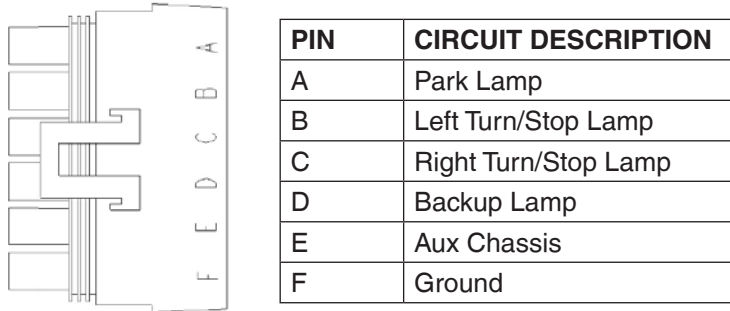 A
B
C
D
E
F
PIN CIRCUIT DESCRIPTION
A Park Lamp
B Left Turn/Stop Lamp
C Right Turn/Stop Lamp
D Backup Lamp
E Aux Chassis
F Ground